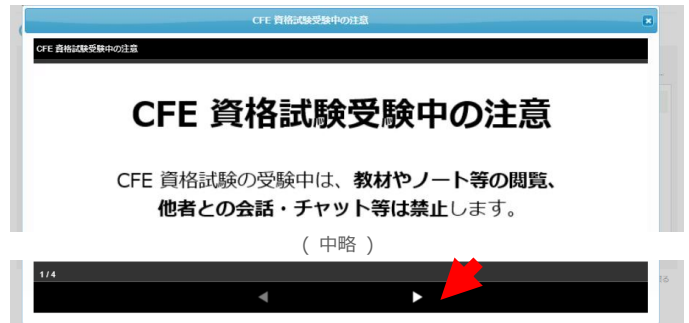 CFE 資格試験受験中の注意
CFE 資格試験受験中の注意
CFE 資格試験受験中の注意
CFE 資格試験の受験中は、教材やノート等の閲覧、
他者との会話・チャット等は禁止します。
( 中略 )
1 / 4